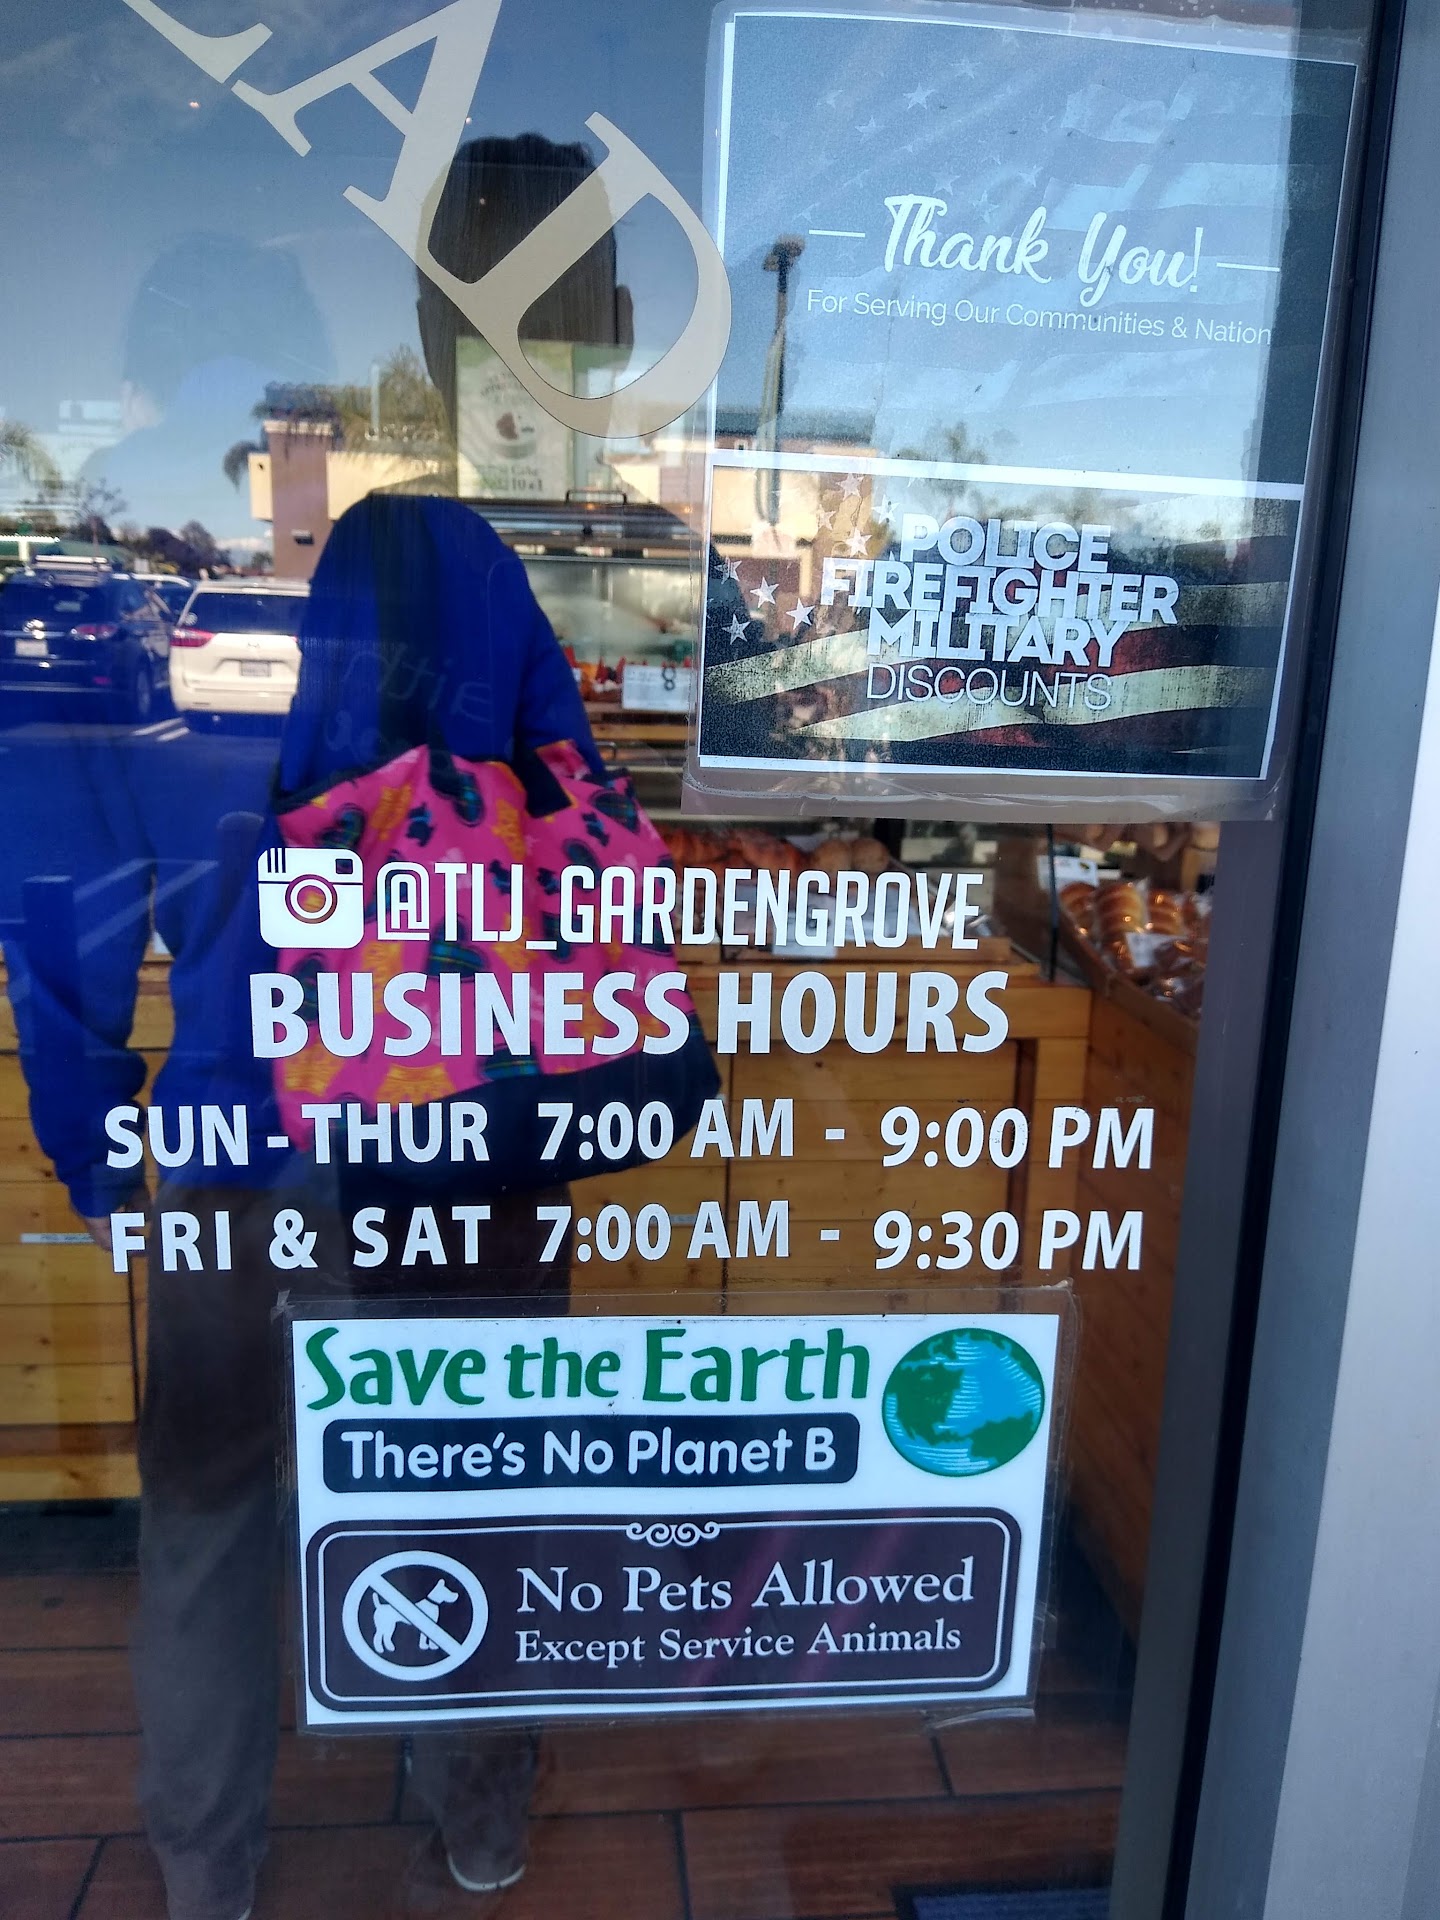 LAD
Thank You!
For Serving Our Communities & Nation
POLICE
FIREFIGHTER
MILITARY
DISCOUNTS
8
@TLJ_GARDENGROVE
BUSINESS HOURS
SUN - THUR 7:00 AM - 9:00 PM
FRI & SAT 7:00 AM - 9:30 PM
Save the Earth
There's No Planet B
No Pets Allowed
Except Service Animals